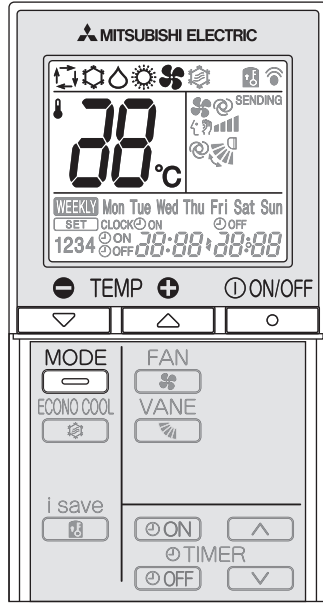 MITSUBISHI ELECTRIC
SENDING
88°C
WEEKLY Mon Tue Wed Thu Fri Sat Sun
SET CLOCK ON OFF
1234 ON 88:88 88:88
OFF
TEMP ON/OFF
MODE FAN
ECONO COOL VANE
i save
ON
TIMER
OFF